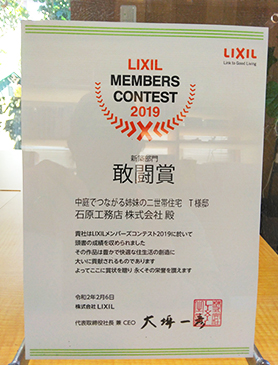 LIXIL
Link to Good Living
LIXIL
MEMBERS
CONTEST
2019
新築部門
敢闘賞
中庭でつながる姉妹の二世帯住宅 T様邸
石原工務店 株式会社 殿
貴社はLIXILメンバーズコンテスト2019に於いて
頭書の成績を収められました
その作品は豊かで快適な住生活の創造に
大いに貢献されるものであります
よってここに賞状を贈り 永くその栄誉を讃えます
令和2年2月6日
株式会社 LIXIL
代表取締役社長 兼 CEO 大坪一彦